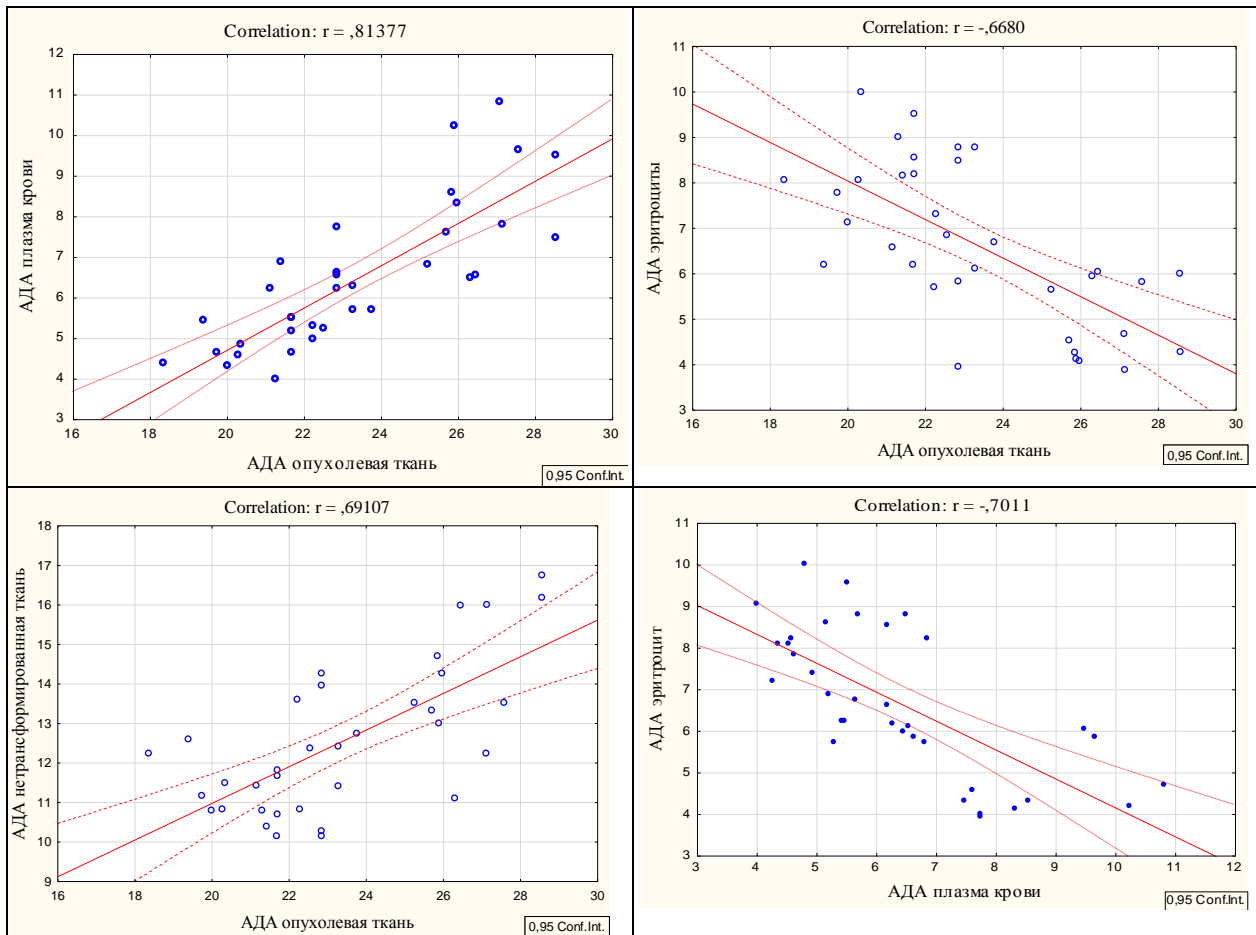 Correlation: r = ,81377
12
11
10
9
8
7
6
5
4
3
АДА плазма крови
16 18 20 22 24 26 28 30
АДА опухолевая ткань
0,95 Conf.Int.
Correlation: r = -,6680
11
10
9
8
7
6
5
4
3
АДА эритроциты
16 18 20 22 24 26 28 30
АДА опухолевая ткань
0,95 Conf.Int.
Correlation: r = ,69107
18
17
16
15
14
13
12
11
10
9
АДА нетрансформированная ткань
16 18 20 22 24 26 28 30
АДА опухолевая ткань
0,95 Conf.Int.
Correlation: r = -,7011
11
10
9
8
7
6
5
4
3
АДА эритроцит
3 4 5 6 7 8 9 10 11 12
АДА плазма крови
0,95 Conf.Int.